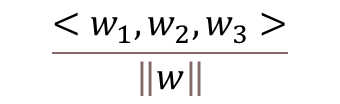 < w₁, w₂, w₃ >
‖w‖